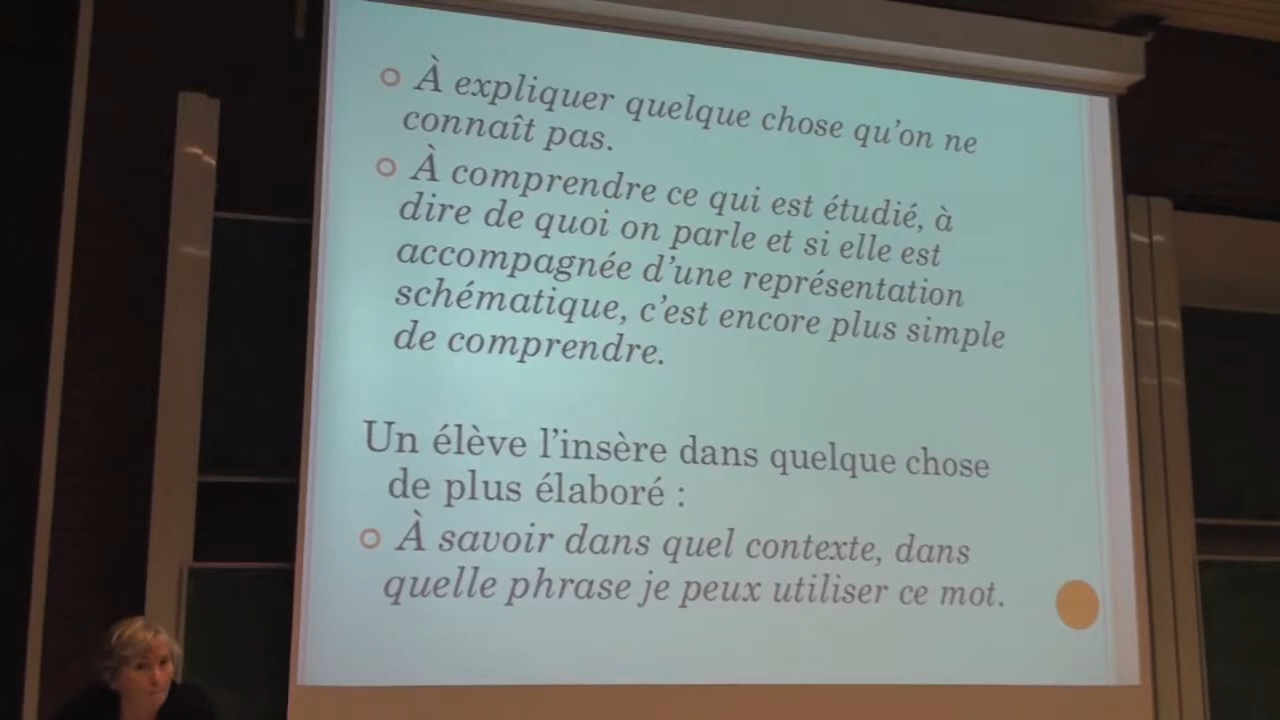 À expliquer quelque chose qu'on ne
connaît pas.
À comprendre ce qui est étudié, à
dire de quoi on parle et si elle est
accompagnée d'une représentation
schématique, c'est encore plus simple
de comprendre.
Un élève l'insère dans quelque chose
de plus élaboré :
À savoir dans quel contexte, dans
quelle phrase je peux utiliser ce mot.